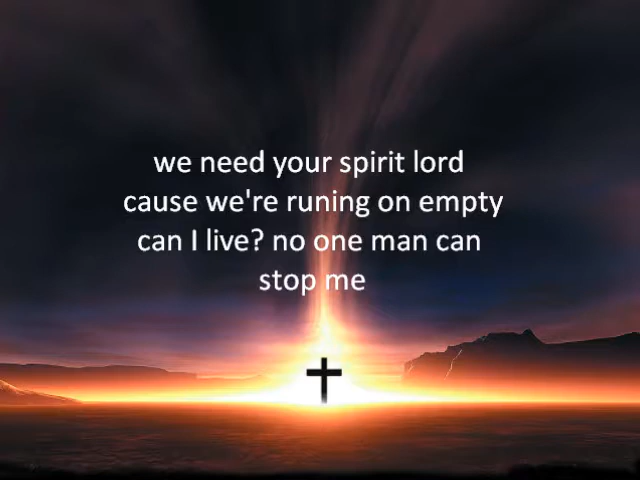 we need your spirit lord
cause we're runing on empty
can I live? no one man can
stop me